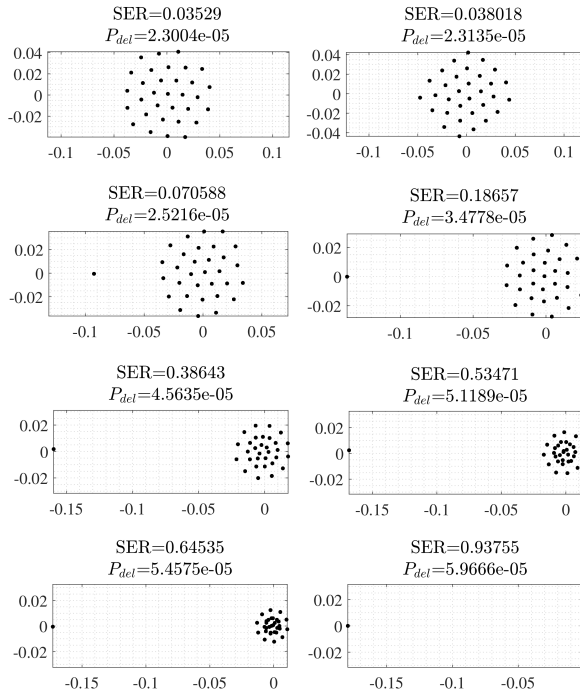 SER=0.03529
P_del=2.3004e-05
0.04
0.02
0
-0.02
-0.1 -0.05 0 0.05 0.1
SER=0.038018
P_del=2.3135e-05
0.04
0.02
0
-0.02
-0.04
-0.1 -0.05 0 0.05 0.1
SER=0.070588
P_del=2.5216e-05
0.02
0
-0.02
-0.1 -0.05 0 0.05
SER=0.18657
P_del=3.4778e-05
0.02
0
-0.02
-0.1 -0.05 0
SER=0.38643
P_del=4.5635e-05
0.02
0
-0.02
-0.15 -0.1 -0.05 0
SER=0.53471
P_del=5.1189e-05
0.02
0
-0.02
-0.15 -0.1 -0.05 0
SER=0.64535
P_del=5.4575e-05
0.02
0
-0.02
-0.15 -0.1 -0.05 0
SER=0.93755
P_del=5.9666e-05
0.02
0
-0.02
-0.15 -0.1 -0.05 0